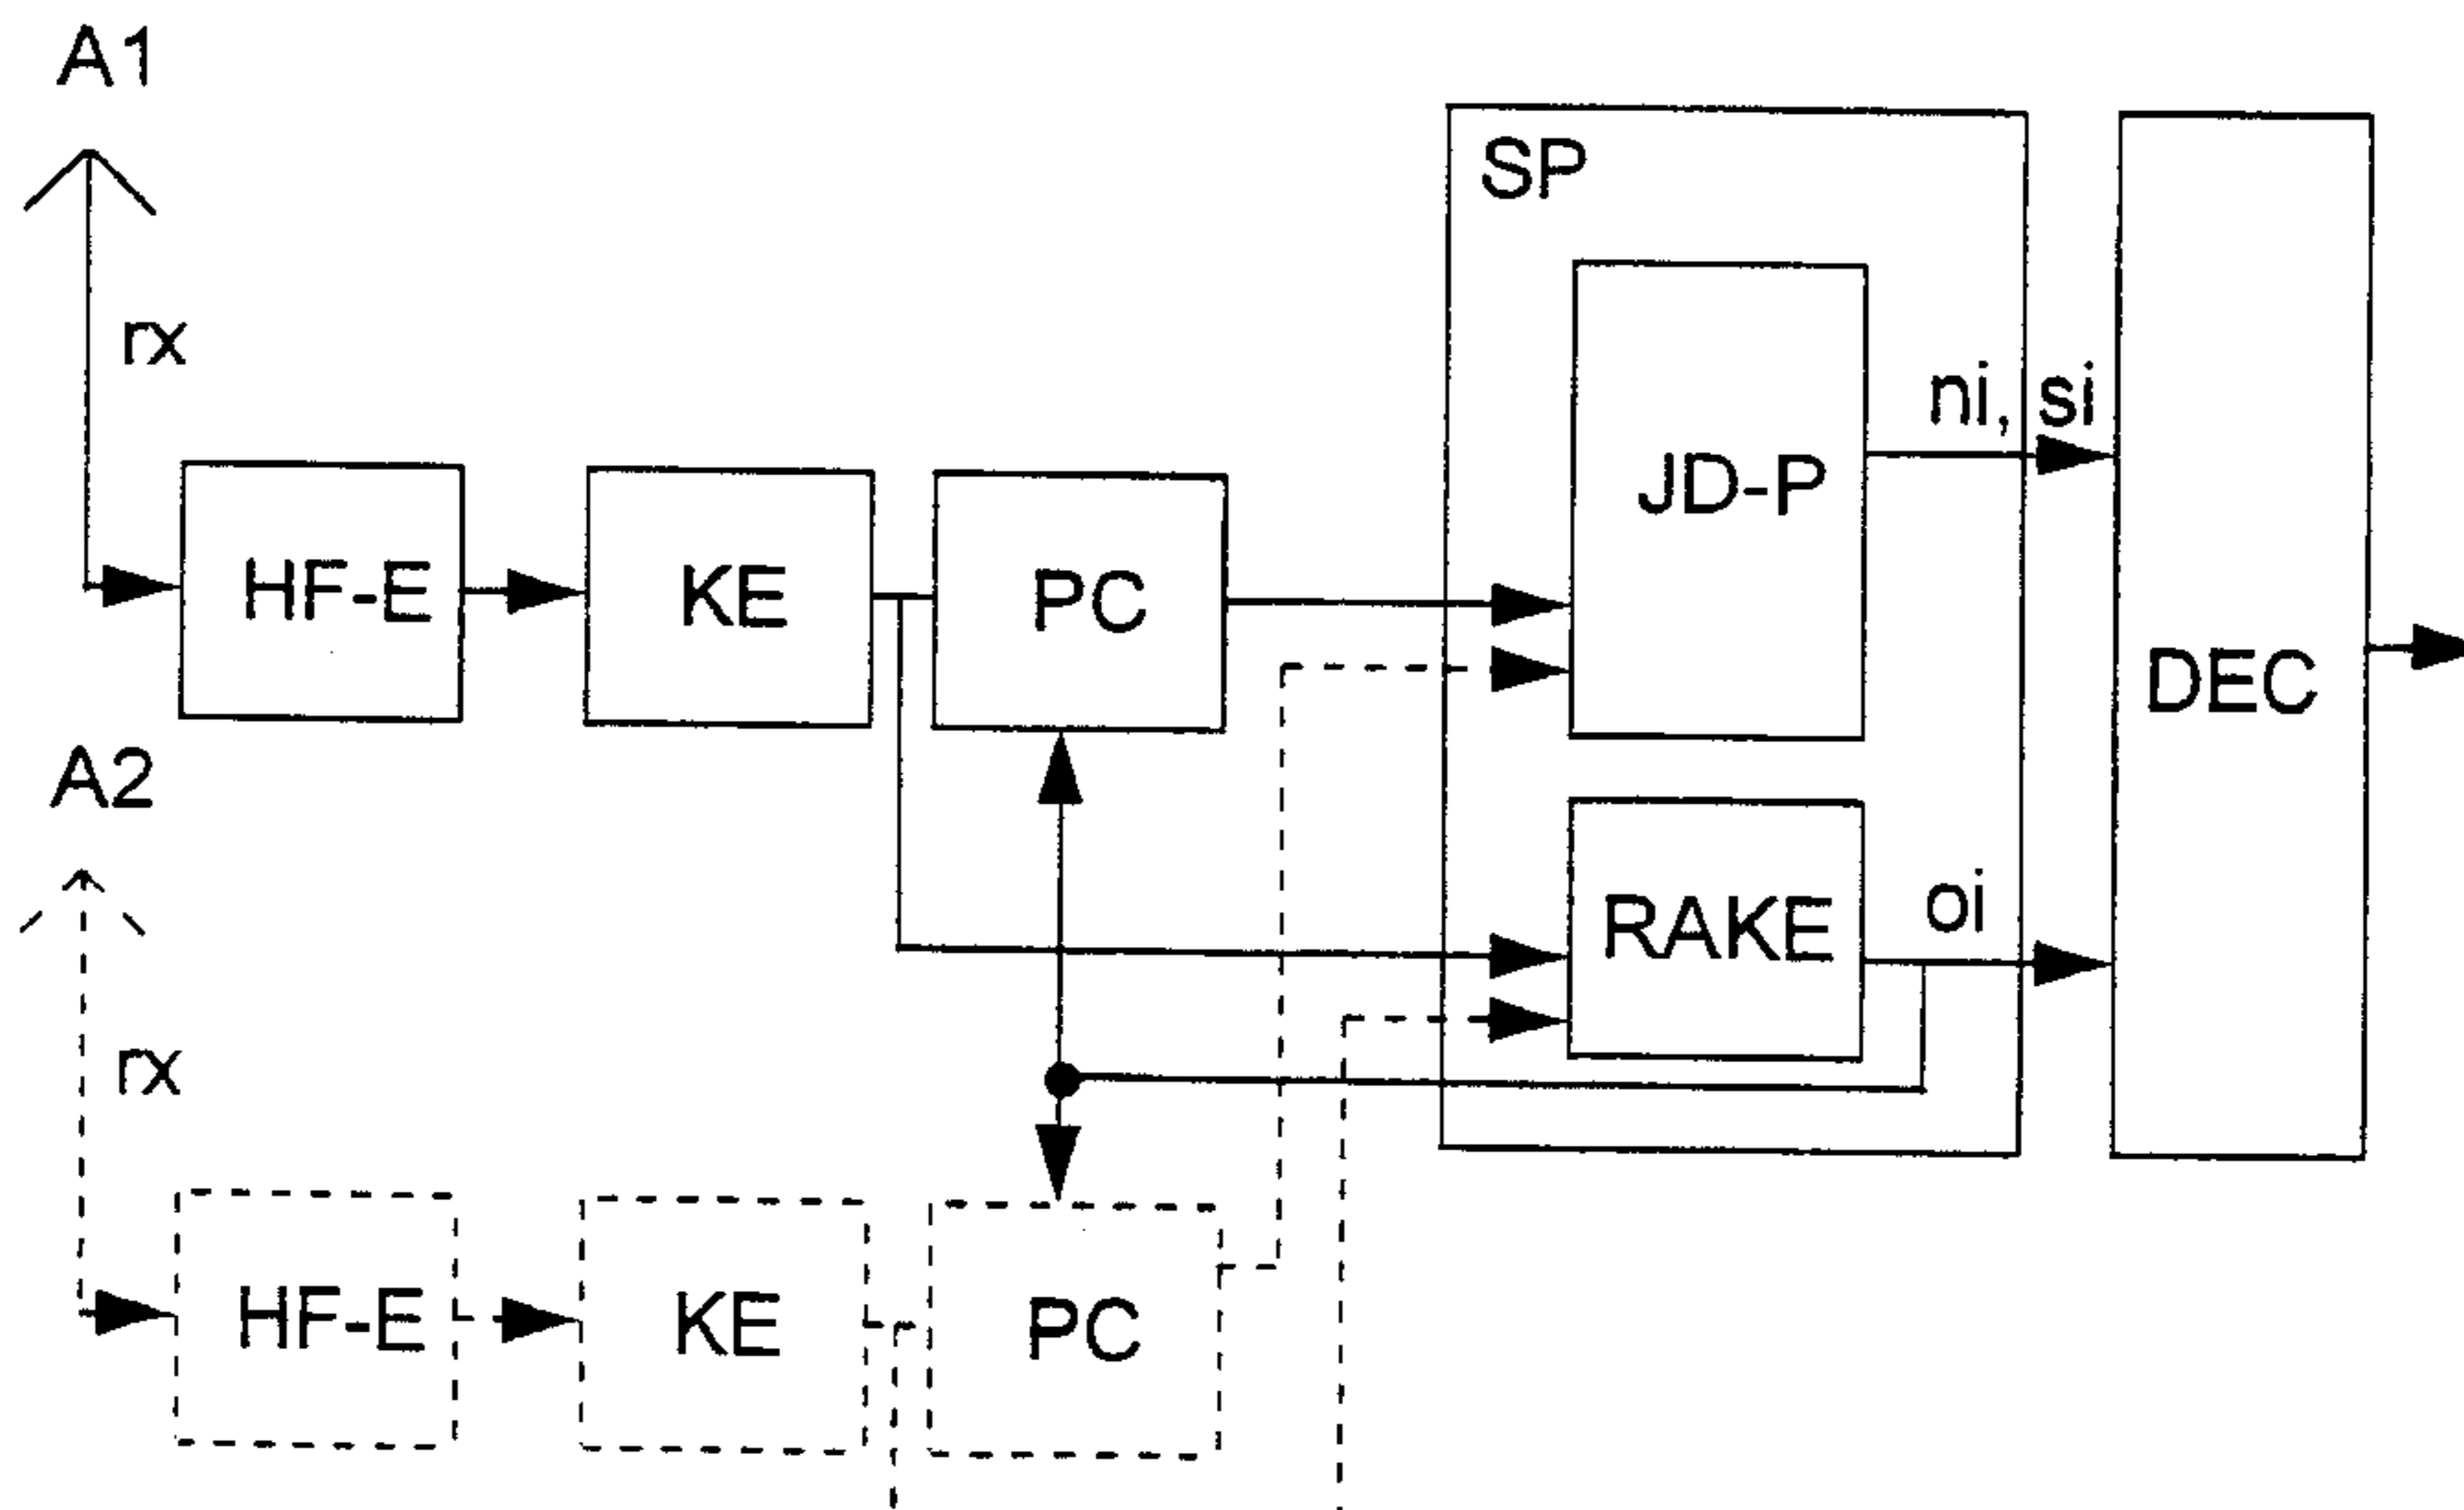 A1
SP
rx
ni, si
JD-P
HF-E
KE
PC
DEC
A2
RAKE
oi
rx
HF-E
KE
PC